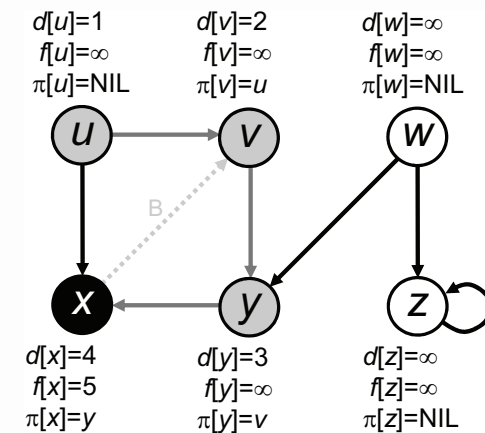 d[u]=1 d[v]=2 d[w]=∞
f[u]=∞ f[v]=∞ f[w]=∞
π[u]=NIL π[v]=u π[w]=NIL
u v w
B
x y z
d[x]=4 d[y]=3 d[z]=∞
f[x]=5 f[y]=∞ f[z]=∞
π[x]=y π[y]=v π[z]=NIL